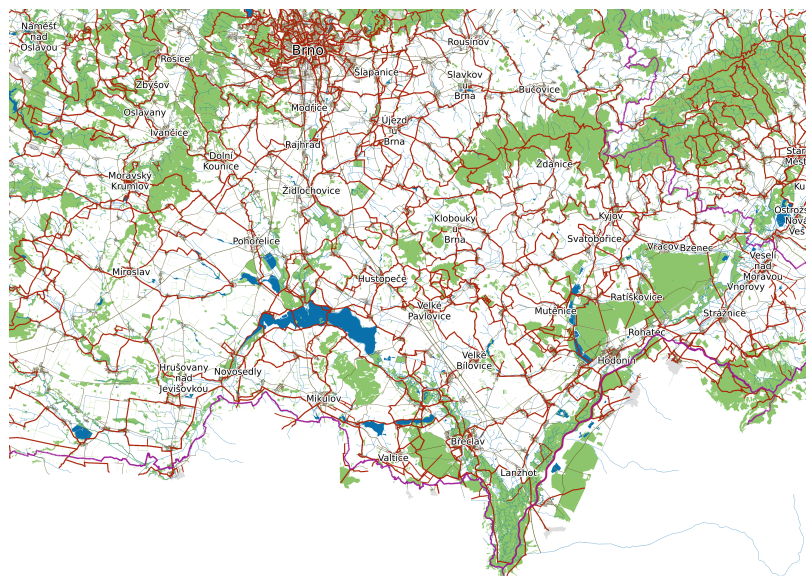 Náměšť
nad
Oslavou
Brno
Rousínov
Rosice
Šlapanice
Slavkov
u
Brna
Zbýšov
Bučovice
Oslavany
Modřice
Újezd
u
Brna
Ivančice
Rajhrad
Dolní
Kounice
Ždánice
Moravský
Krumlov
Židlochovice
Klobouky
u
Brna
Kyjov
Pohořelice
Svatobořice
Vracov
Bzenec
Veselí
nad
Moravou
Miroslav
Hustopeče
Vnorovy
Ratíškovice
Velké
Pavlovice
Mutěnice
Strážnice
Rohatec
Velké
Bílovice
Hodonín
Hrušovany
nad
Jevišovkou
Novosedly
Mikulov
Břeclav
Valtice
Lanžhot